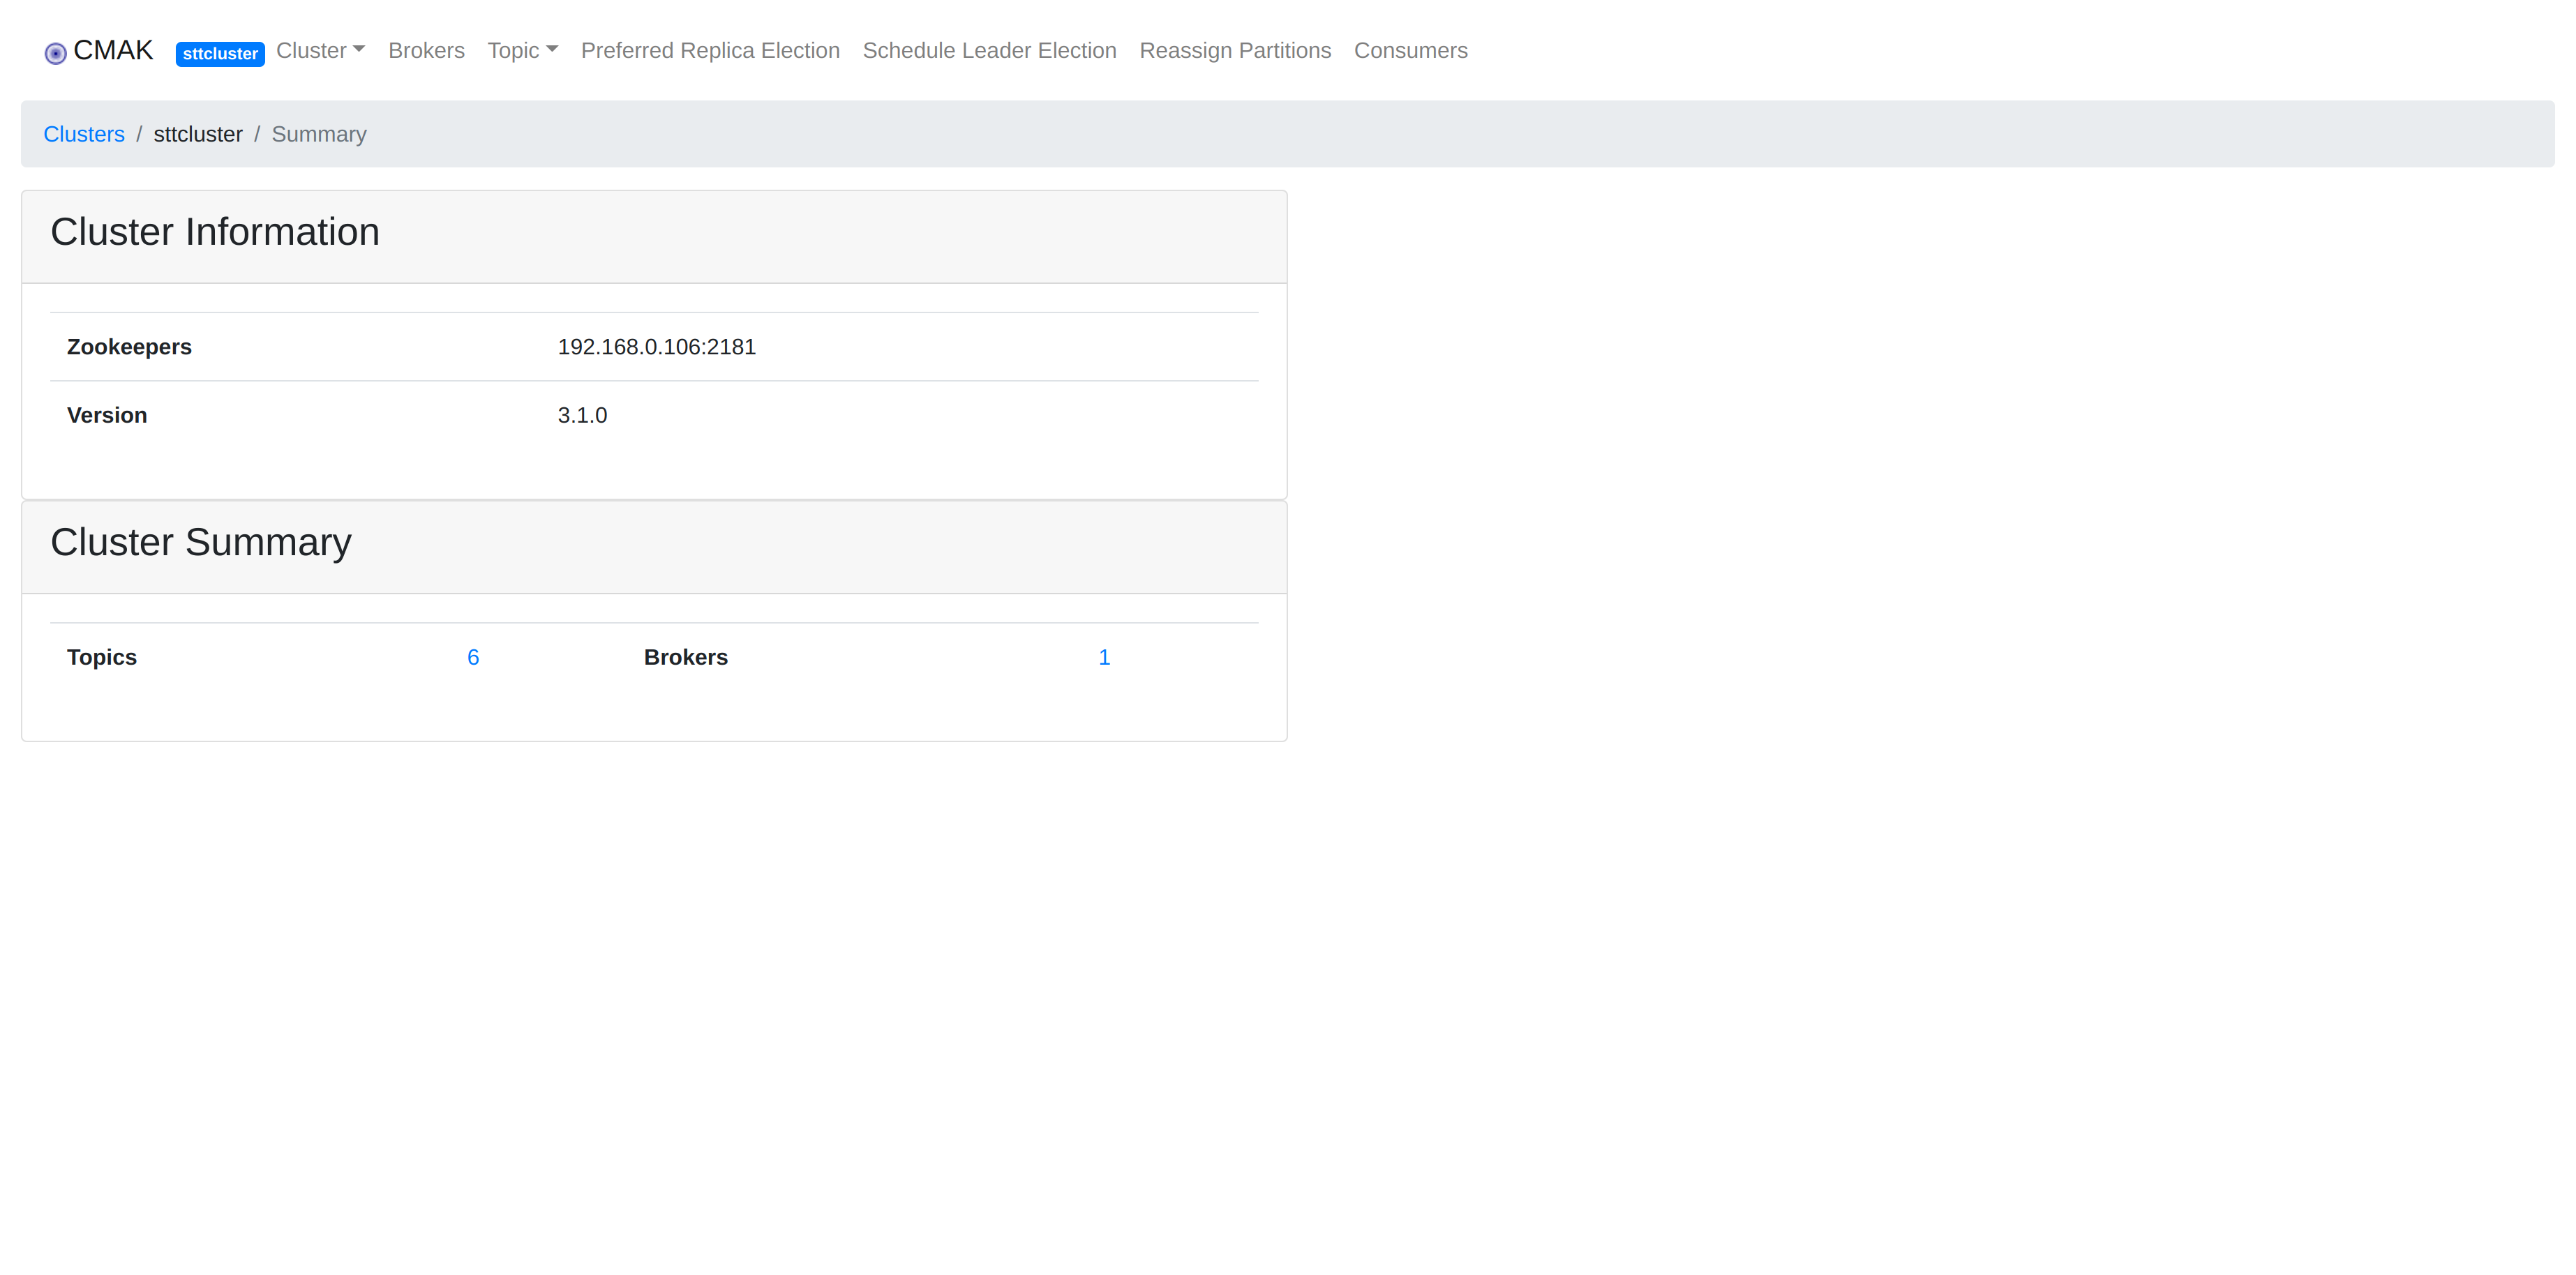 CMAK sttcluster Cluster Brokers Topic Preferred Replica Election Schedule Leader Election Reassign Partitions Consumers
Clusters / sttcluster / Summary
Cluster Information
Zookeepers 192.168.0.106:2181
Version 3.1.0
Cluster Summary
Topics 6 Brokers 1